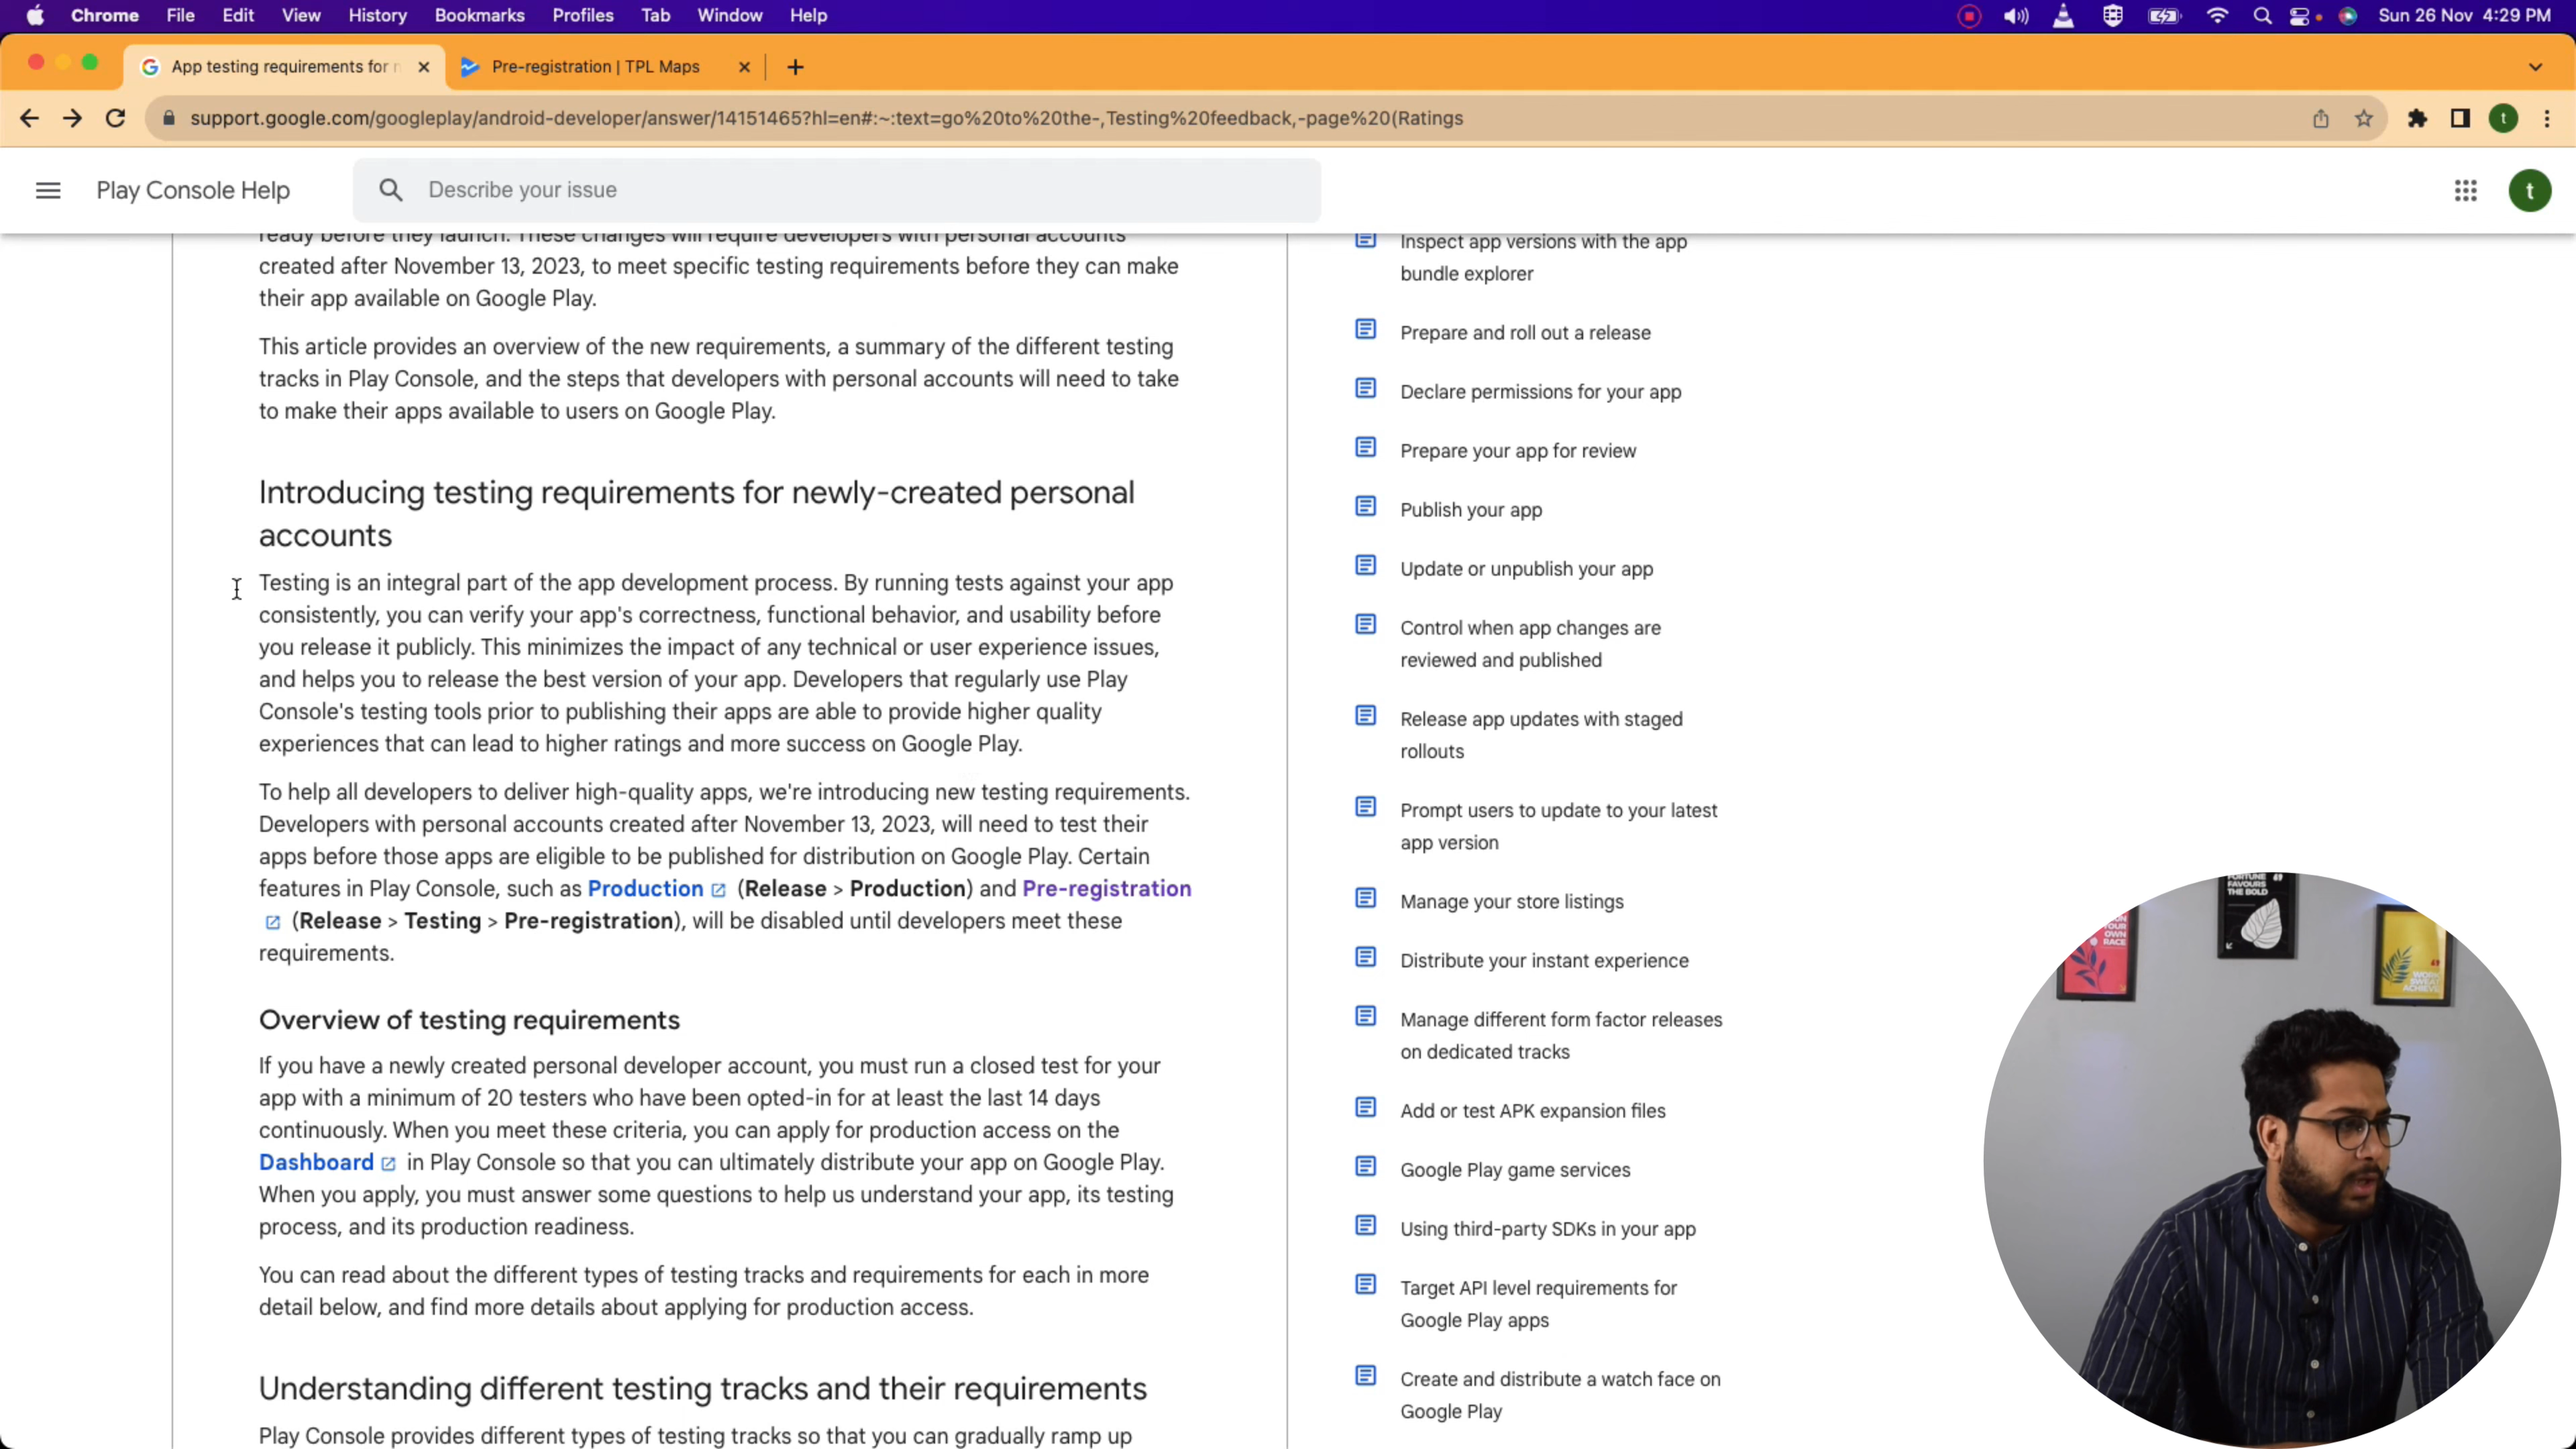 Chrome File Edit View History Bookmarks Profiles Tab Window Help Sun 26 Nov 4:29 PM
App testing requirements for Pre-registration | TPL Maps
support.google.com/googleplay/android-developer/answer/14151465?hl=en#:~:text=go%20to%20the-,Testing%20feedback,-page%20(Ratings t
Play Console Help Describe your issue t
ready before they launch. These changes will require developers with personal accounts
created after November 13, 2023, to meet specific testing requirements before they can make
their app available on Google Play.
This article provides an overview of the new requirements, a summary of the different testing
tracks in Play Console, and the steps that developers with personal accounts will need to take
to make their apps available to users on Google Play.
Introducing testing requirements for newly-created personal
accounts
Testing is an integral part of the app development process. By running tests against your app
consistently, you can verify your app's correctness, functional behavior, and usability before
you release it publicly. This minimizes the impact of any technical or user experience issues,
and helps you to release the best version of your app. Developers that regularly use Play
Console's testing tools prior to publishing their apps are able to provide higher quality
experiences that can lead to higher ratings and more success on Google Play.
To help all developers to deliver high-quality apps, we're introducing new testing requirements.
Developers with personal accounts created after November 13, 2023, will need to test their
apps before those apps are eligible to be published for distribution on Google Play. Certain
features in Play Console, such as Production (Release > Production) and Pre-registration
(Release > Testing > Pre-registration), will be disabled until developers meet these
requirements.
Overview of testing requirements
If you have a newly created personal developer account, you must run a closed test for your
app with a minimum of 20 testers who have been opted-in for at least the last 14 days
continuously. When you meet these criteria, you can apply for production access on the
Dashboard in Play Console so that you can ultimately distribute your app on Google Play.
When you apply, you must answer some questions to help us understand your app, its testing
process, and its production readiness.
You can read about the different types of testing tracks and requirements for each in more
detail below, and find more details about applying for production access.
Understanding different testing tracks and their requirements
Play Console provides different types of testing tracks so that you can gradually ramp up
Inspect app versions with the app
bundle explorer
Prepare and roll out a release
Declare permissions for your app
Prepare your app for review
Publish your app
Update or unpublish your app
Control when app changes are
reviewed and published
Release app updates with staged
rollouts
Prompt users to update to your latest
app version
Manage your store listings
Distribute your instant experience
Manage different form factor releases
on dedicated tracks
Add or test APK expansion files
Google Play game services
Using third-party SDKs in your app
Target API level requirements for
Google Play apps
Create and distribute a watch face on
Google Play
YOUR
OWN
RACE
FORTUNE
FAVOURS
THE BOLD